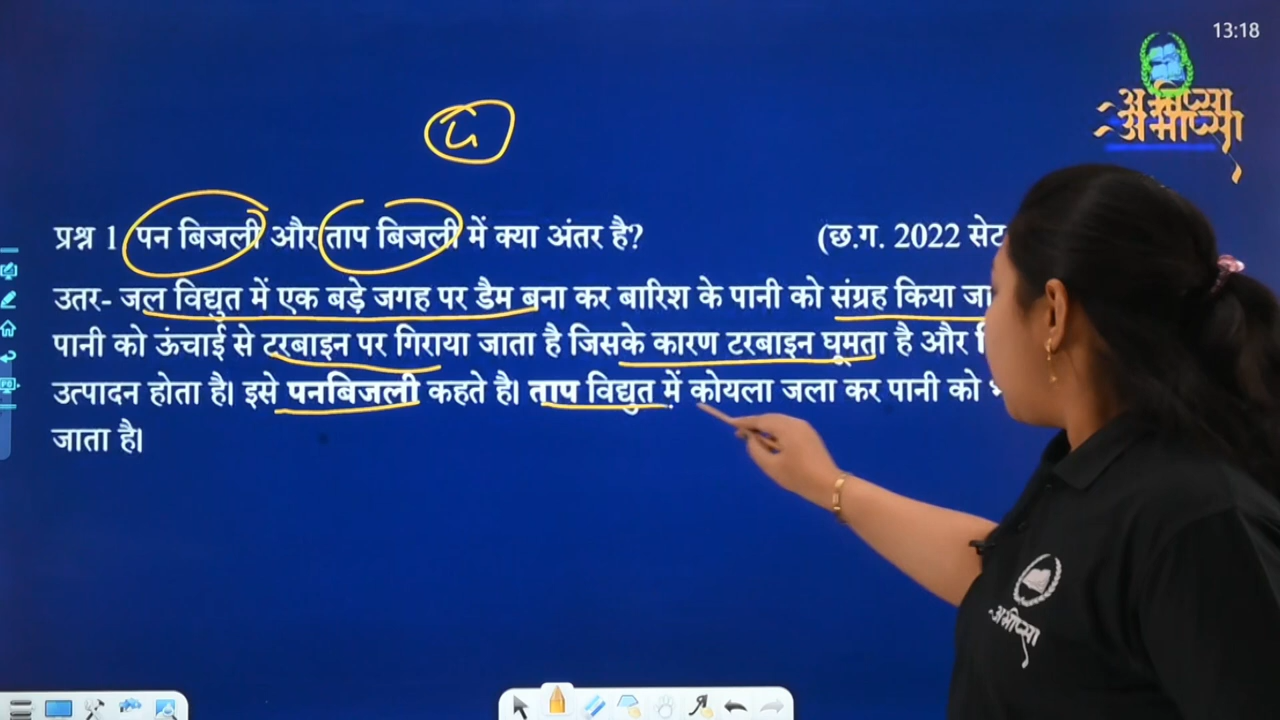 13:18
अभीप्सा
अभीप्सा
प्रश्न 1 पन बिजली और ताप बिजली में क्या अंतर है? (छ.ग. 2022 सेट
उतर- जल विद्युत में एक बड़े जगह पर डैम बना कर बारिश के पानी को संग्रह किया
पानी को ऊंचाई से टरबाइन पर गिराया जाता है जिसके कारण टरबाइन घूमता है और
उत्पादन होता है। इसे पनबिजली कहते है। ताप विद्युत में कोयला जला कर पानी को
जाता है।
अभीप्सा